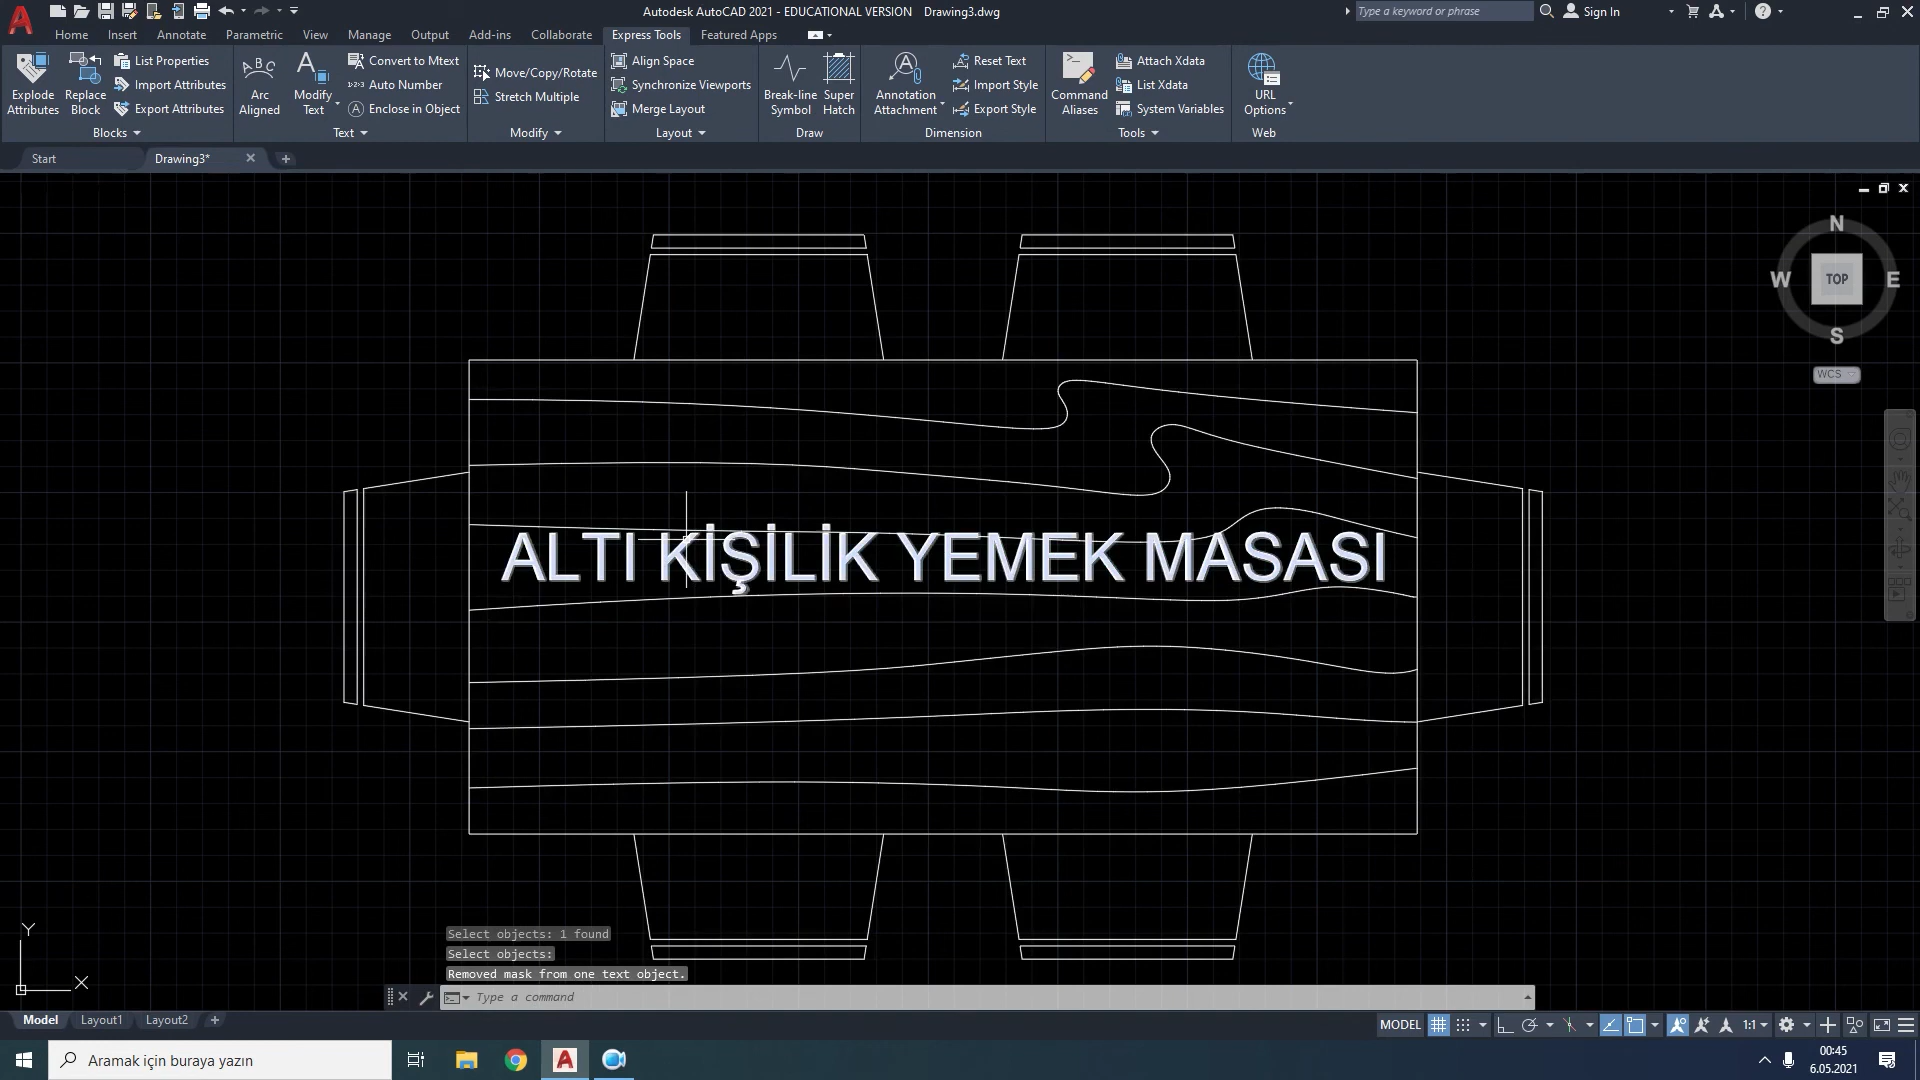 Autodesk AutoCAD 2021 - EDUCATIONAL VERSION Drawing3.dwg
Type a keyword or phrase
Sign In
Home Insert Annotate Parametric View Manage Output Add-ins Collaborate Express Tools Featured Apps
Explode Attributes
Replace Block
List Properties
Import Attributes
Export Attributes
Blocks
Arc Aligned
Modify Text
Convert to Mtext
Auto Number
Enclose in Object
Text
Move/Copy/Rotate
Stretch Multiple
Modify
Align Space
Synchronize Viewports
Merge Layout
Layout
Break-line Symbol
Super Hatch
Draw
Annotation Attachment
Reset Text
Import Style
Export Style
Dimension
Command Aliases
Attach Xdata
List Xdata
System Variables
Tools
URL Options
Web
Start Drawing3*
N
W TOP E
S
WCS
ALTI KİŞİLİK YEMEK MASASI
Y
X
Select objects: 1 found
Select objects:
Removed mask from one text object.
Type a command
Model Layout1 Layout2
MODEL 1:1
Aramak için buraya yazın
00:45
6.05.2021